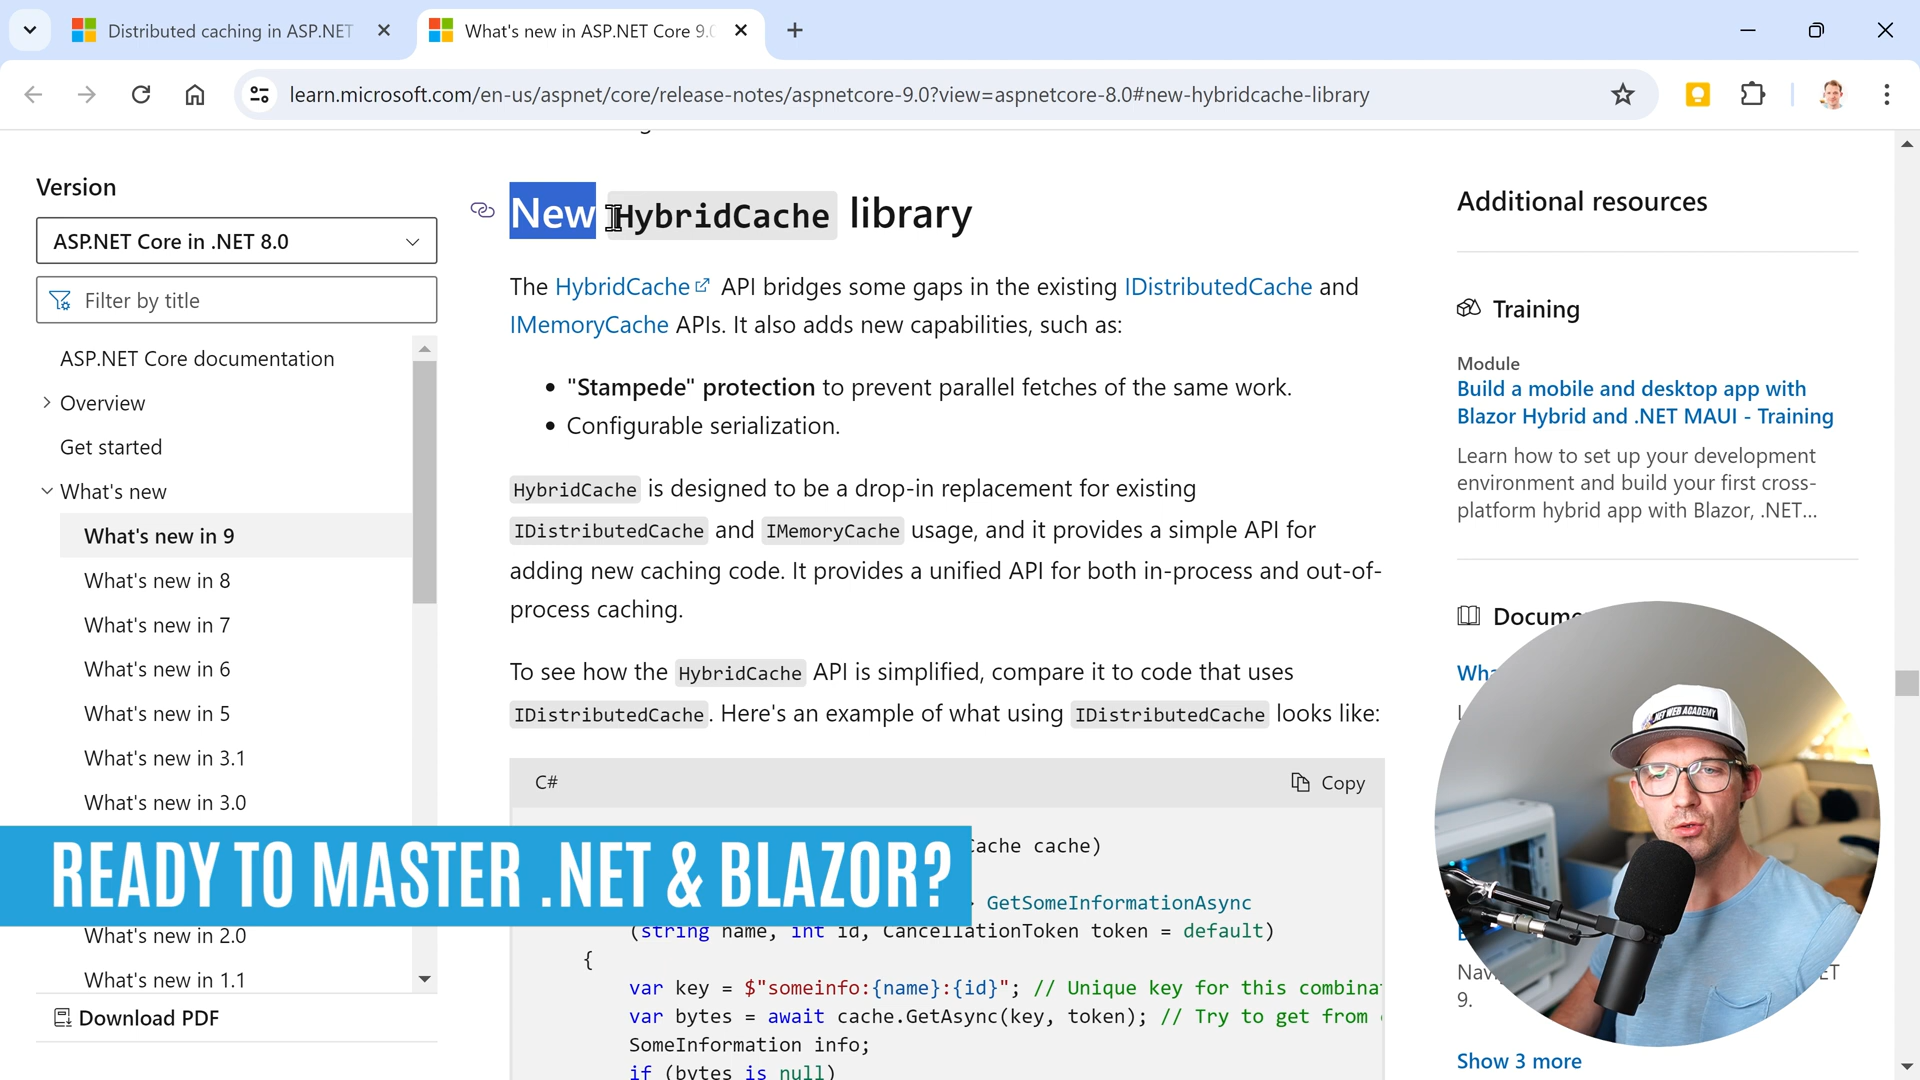 Distributed caching in ASP.NET
What's new in ASP.NET Core 9.0
learn.microsoft.com/en-us/aspnet/core/release-notes/aspnetcore-9.0?view=aspnetcore-8.0#new-hybridcache-library
Version
ASP.NET Core in .NET 8.0
Filter by title
ASP.NET Core documentation
Overview
Get started
What's new
What's new in 9
What's new in 8
What's new in 7
What's new in 6
What's new in 5
What's new in 3.1
What's new in 3.0
What's new in 2.0
What's new in 1.1
Download PDF
New HybridCache library
The HybridCache API bridges some gaps in the existing IDistributedCache and
IMemoryCache APIs. It also adds new capabilities, such as:
• "Stampede" protection to prevent parallel fetches of the same work.
• Configurable serialization.
HybridCache is designed to be a drop-in replacement for existing
IDistributedCache and IMemoryCache usage, and it provides a simple API for
adding new caching code. It provides a unified API for both in-process and out-of-
process caching.
To see how the HybridCache API is simplified, compare it to code that uses
IDistributedCache. Here's an example of what using IDistributedCache looks like:
C#
Copy
Cache cache)
GetSomeInformationAsync
(string name, int id, CancellationToken token = default)
{
var key = $"someinfo:{name}:{id}"; // Unique key for this combina
var bytes = await cache.GetAsync(key, token); // Try to get from
SomeInformation info;
if (bytes is null)
READY TO MASTER .NET & BLAZOR?
Additional resources
Training
Module
Build a mobile and desktop app with
Blazor Hybrid and .NET MAUI - Training
Learn how to set up your development
environment and build your first cross-
platform hybrid app with Blazor, .NET...
.NET WEB ACADEMY
9.
Show 3 more